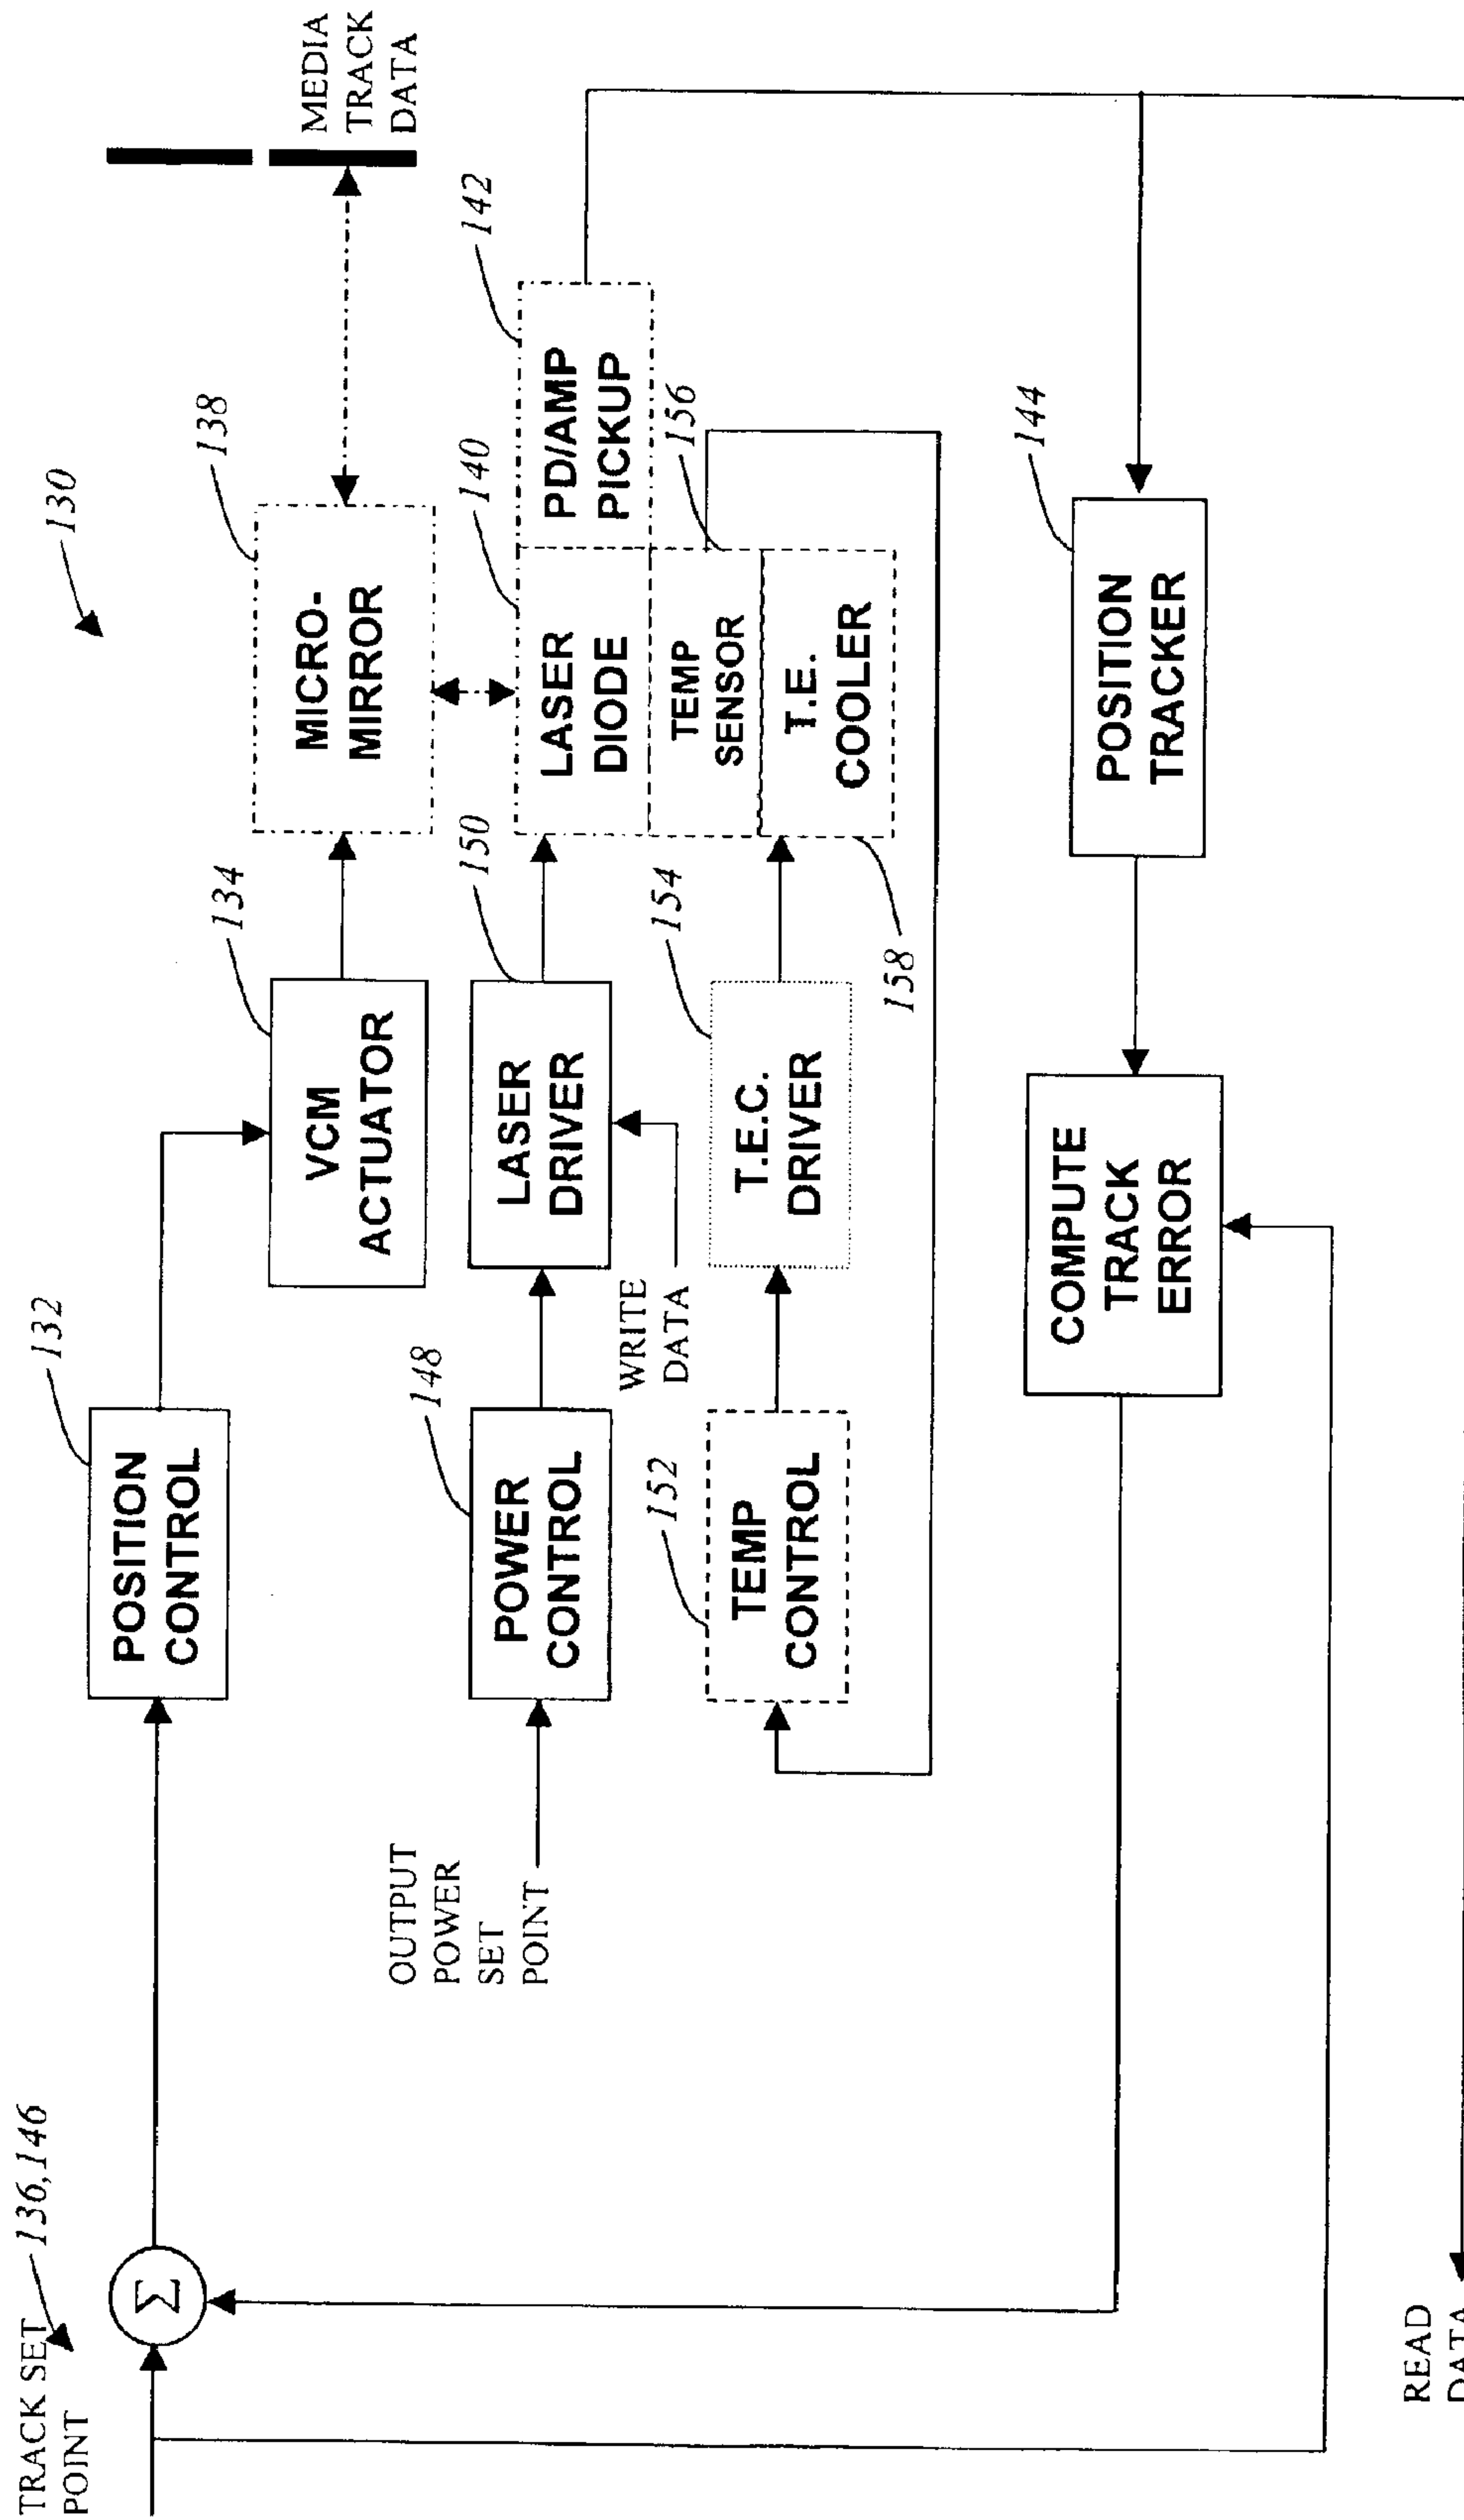 130
TRACK SET
POINT
136,146
Σ
POSITION
CONTROL
132
VCM
ACTUATOR
134
MICRO-
MIRROR
138
MEDIA
TRACK
DATA
OUTPUT
POWER
SET
POINT
POWER
CONTROL
148
LASER
DRIVER
150
WRITE
DATA
LASER
DIODE
140
PD/AMP
PICKUP
142
TEMP
CONTROL
152
T.E.C.
DRIVER
154
TEMP
SENSOR
156
T.E.
COOLER
158
COMPUTE
TRACK
ERROR
POSITION
TRACKER
144
READ
DATA